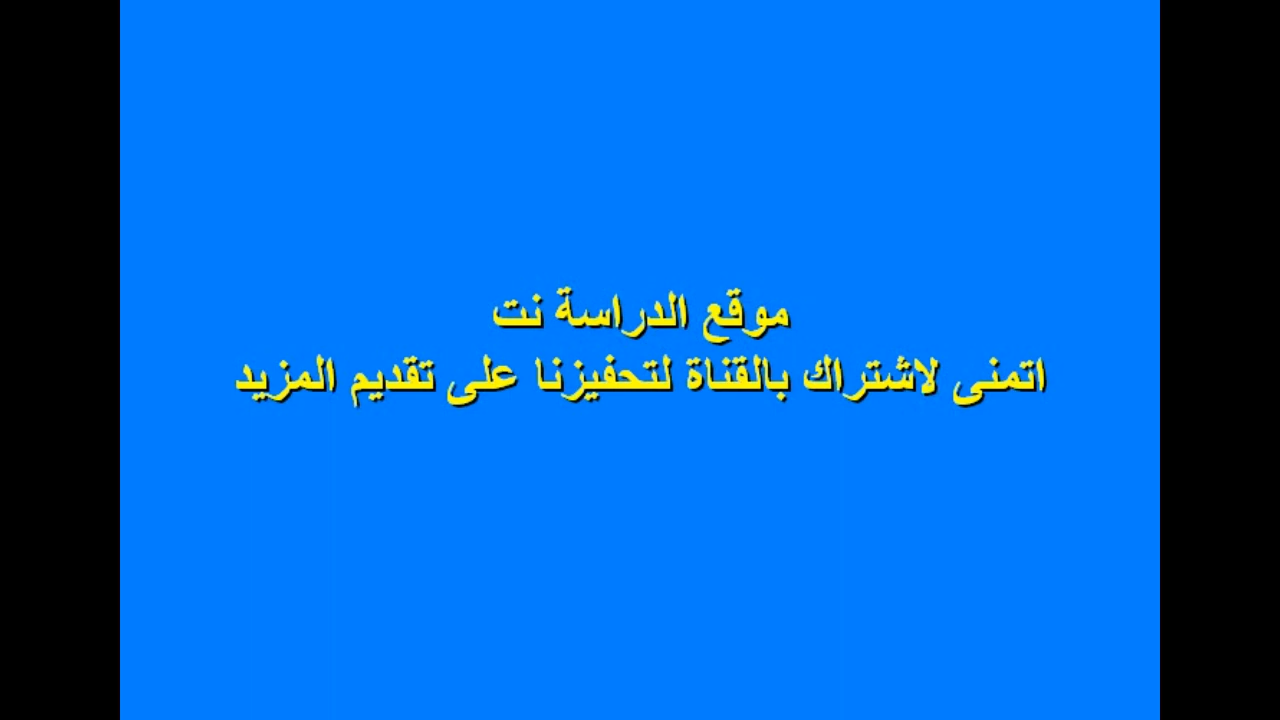 موقع الدراسة نت
اتمنى لاشتراك بالقناة لتحفيزنا على تقديم المزيد